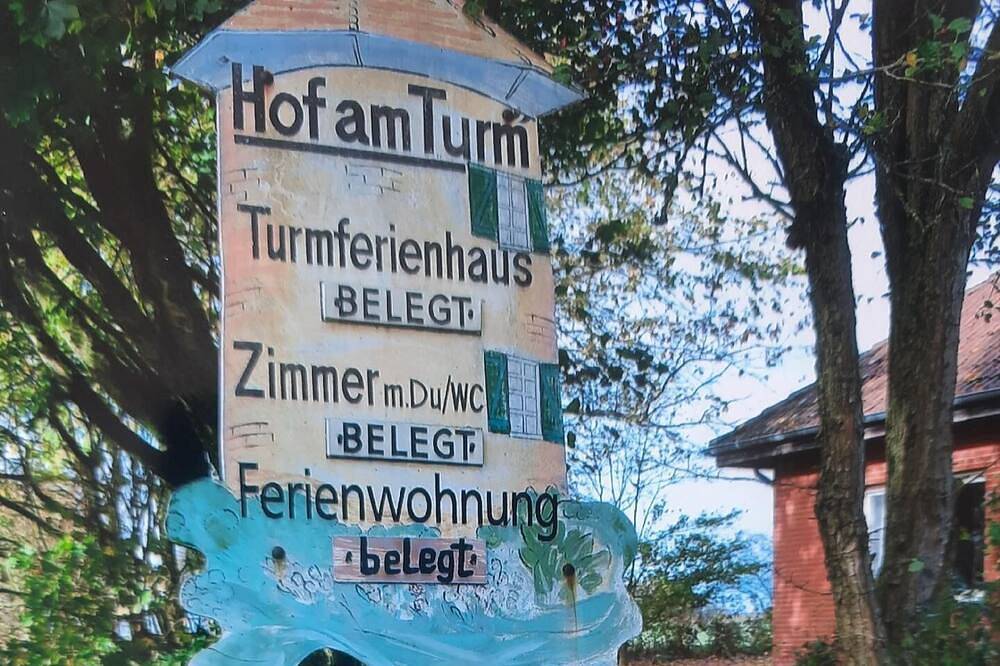 Hof am Turm
Turmferienhaus
BELEGT·
Zimmer m.Du/WC
·BELEGT·
Ferienwohnung
·belegt·